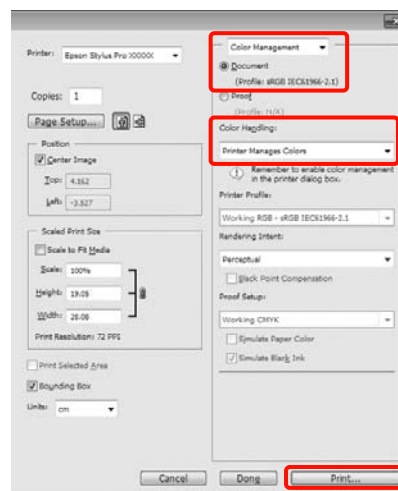 Printer:
Epson Stylus Pro XXXXX
Copies:
1
Page Setup...
Position
Center Image
Top:
4.162
Left:
-3.527
Scaled Print Size
Scale to Fit Media
Scale:
100%
Height:
19.05
Width:
28.08
Print Resolution: 72 PPI
Print Selected Area
Bounding Box
Units:
cm
Color Management
Document
(Profile: sRGB IEC61966-2.1)
Proof
(Profile: N/A)
Color Handling:
Printer Manages Colors
Remember to enable color management
in the printer dialog box.
Printer Profile:
Working RGB - sRGB IEC61966-2.1
Rendering Intent:
Perceptual
Black Point Compensation
Proof Setup:
Working CMYK
Simulate Paper Color
Simulate Black Ink
Cancel
Done
Print...